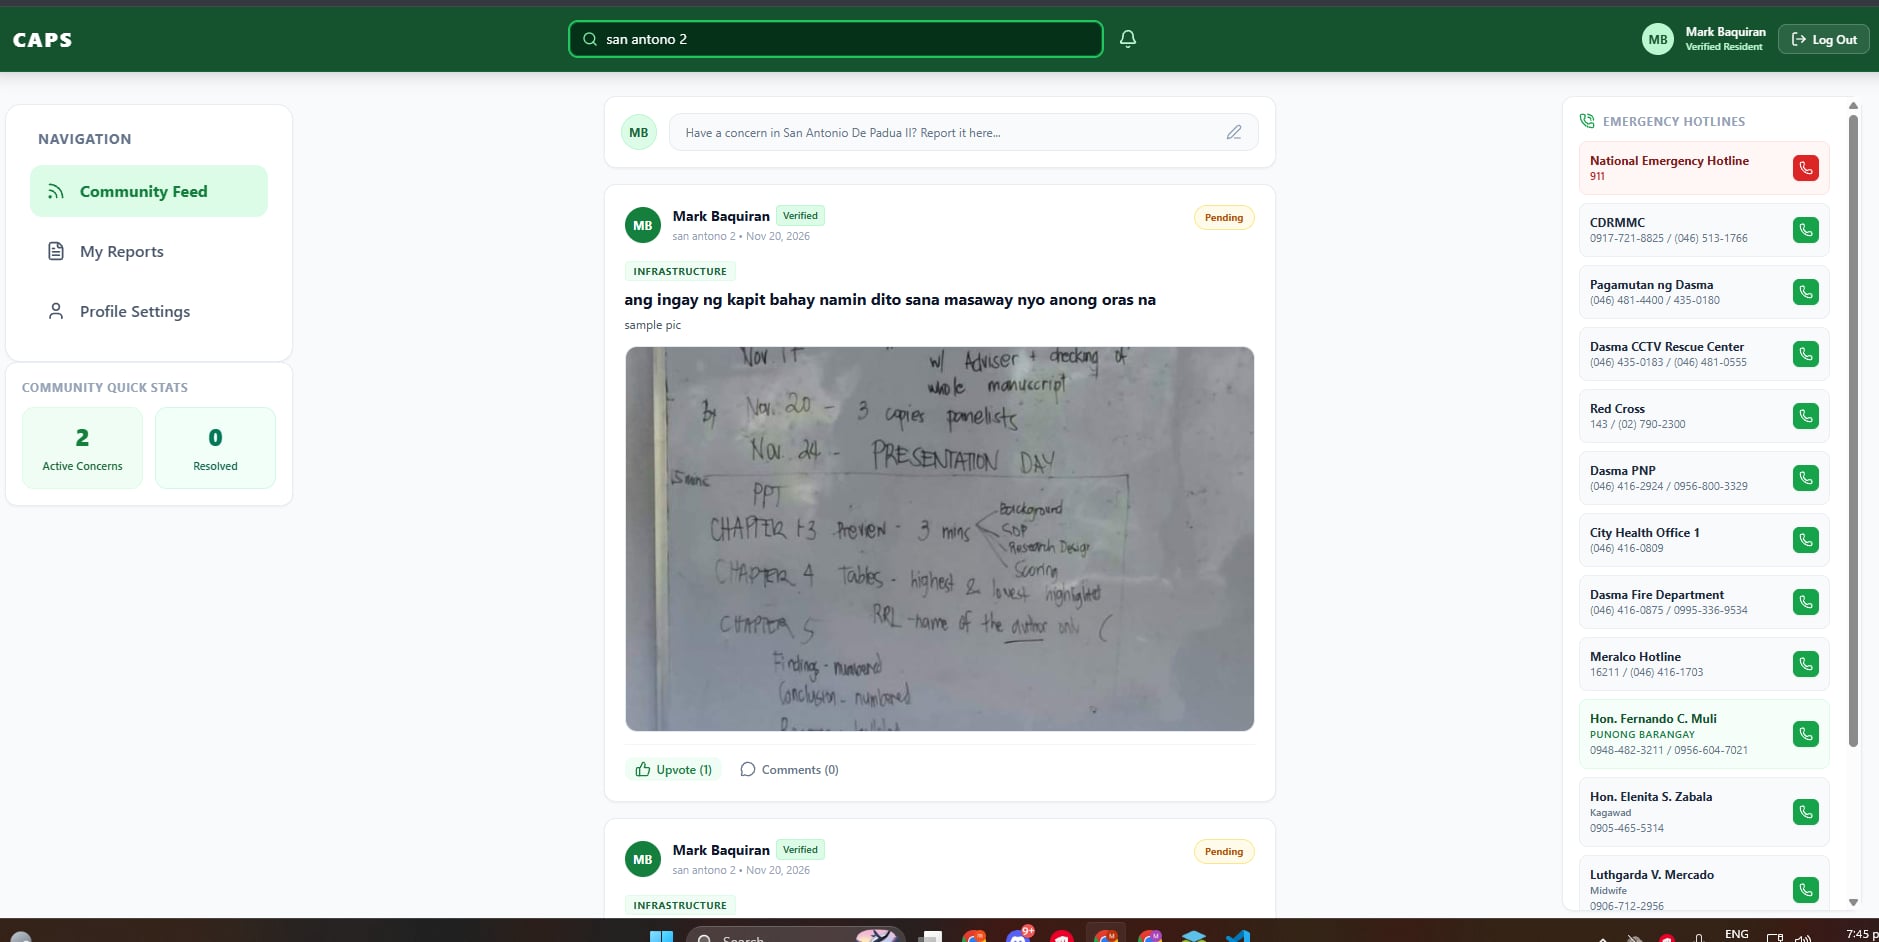 CAPS
san antono 2
MB
Mark Baquiran
Verified Resident
Log Out
NAVIGATION
Community Feed
My Reports
Profile Settings
COMMUNITY QUICK STATS
2
Active Concerns
0
Resolved
MB
Have a concern in San Antonio De Padua II? Report it here...
MB
Mark Baquiran Verified
san antono 2 • Nov 20, 2026
Pending
INFRASTRUCTURE
ang ingay ng kapit bahay namin dito sana masaway nyo anong oras na
sample pic
Nov. 17
w/ Adviser + checking of
whole manuscript
By Nov. 20 - 3 copies panelists
Nov. 24 - PRESENTATION DAY
5mins
PPT
CHAPTER 1-3 Preview - 3 mins
Background
SOP
Research Design
Scoring
CHAPTER 4 Tables - highest & lowest highlighted
RRL - name of the author only (
CHAPTER 5
Findings - numbered
Conclusion - numbered
Upvote (1)
Comments (0)
MB
Mark Baquiran Verified
san antono 2 • Nov 20, 2026
Pending
INFRASTRUCTURE
EMERGENCY HOTLINES
National Emergency Hotline
911
CDRMMC
0917-721-8825 / (046) 513-1766
Pagamutan ng Dasma
(046) 481-4400 / 435-0180
Dasma CCTV Rescue Center
(046) 435-0183 / (046) 481-0555
Red Cross
143 / (02) 790-2300
Dasma PNP
(046) 416-2924 / 0956-800-3329
City Health Office 1
(046) 416-0809
Dasma Fire Department
(046) 416-0875 / 0995-336-9534
Meralco Hotline
16211 / (046) 416-1703
Hon. Fernando C. Muli
PUNONG BARANGAY
0948-482-3211 / 0956-604-7021
Hon. Elenita S. Zabala
Kagawad
0905-465-5314
Luthgarda V. Mercado
Midwife
0906-712-2956
Search
9+
ENG
7:45 p